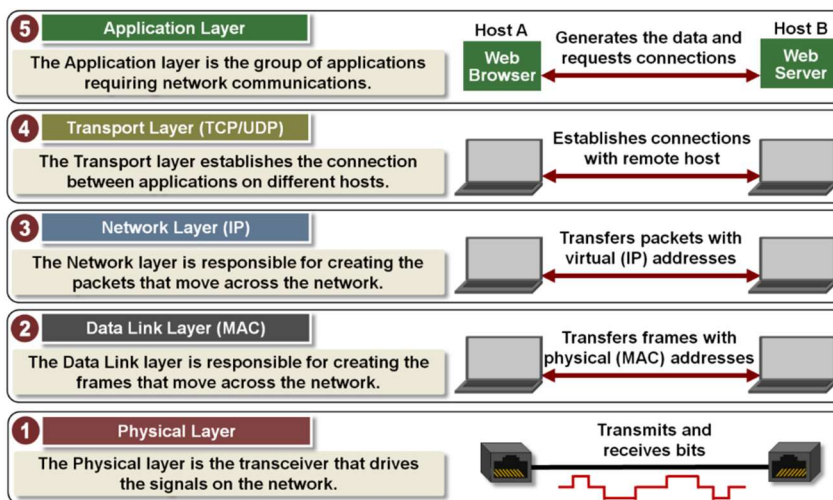 5
Application Layer
The Application layer is the group of applications
requiring network communications.
Host A
Web
Browser
Generates the data and
requests connections
Host B
Web
Server
4
Transport Layer (TCP/UDP)
The Transport layer establishes the connection
between applications on different hosts.
Establishes connections
with remote host
3
Network Layer (IP)
The Network layer is responsible for creating the
packets that move across the network.
Transfers packets with
virtual (IP) addresses
2
Data Link Layer (MAC)
The Data Link layer is responsible for creating the
frames that move across the network.
Transfers frames with
physical (MAC) addresses
1
Physical Layer
The Physical layer is the transceiver that drives
the signals on the network.
Transmits and
receives bits